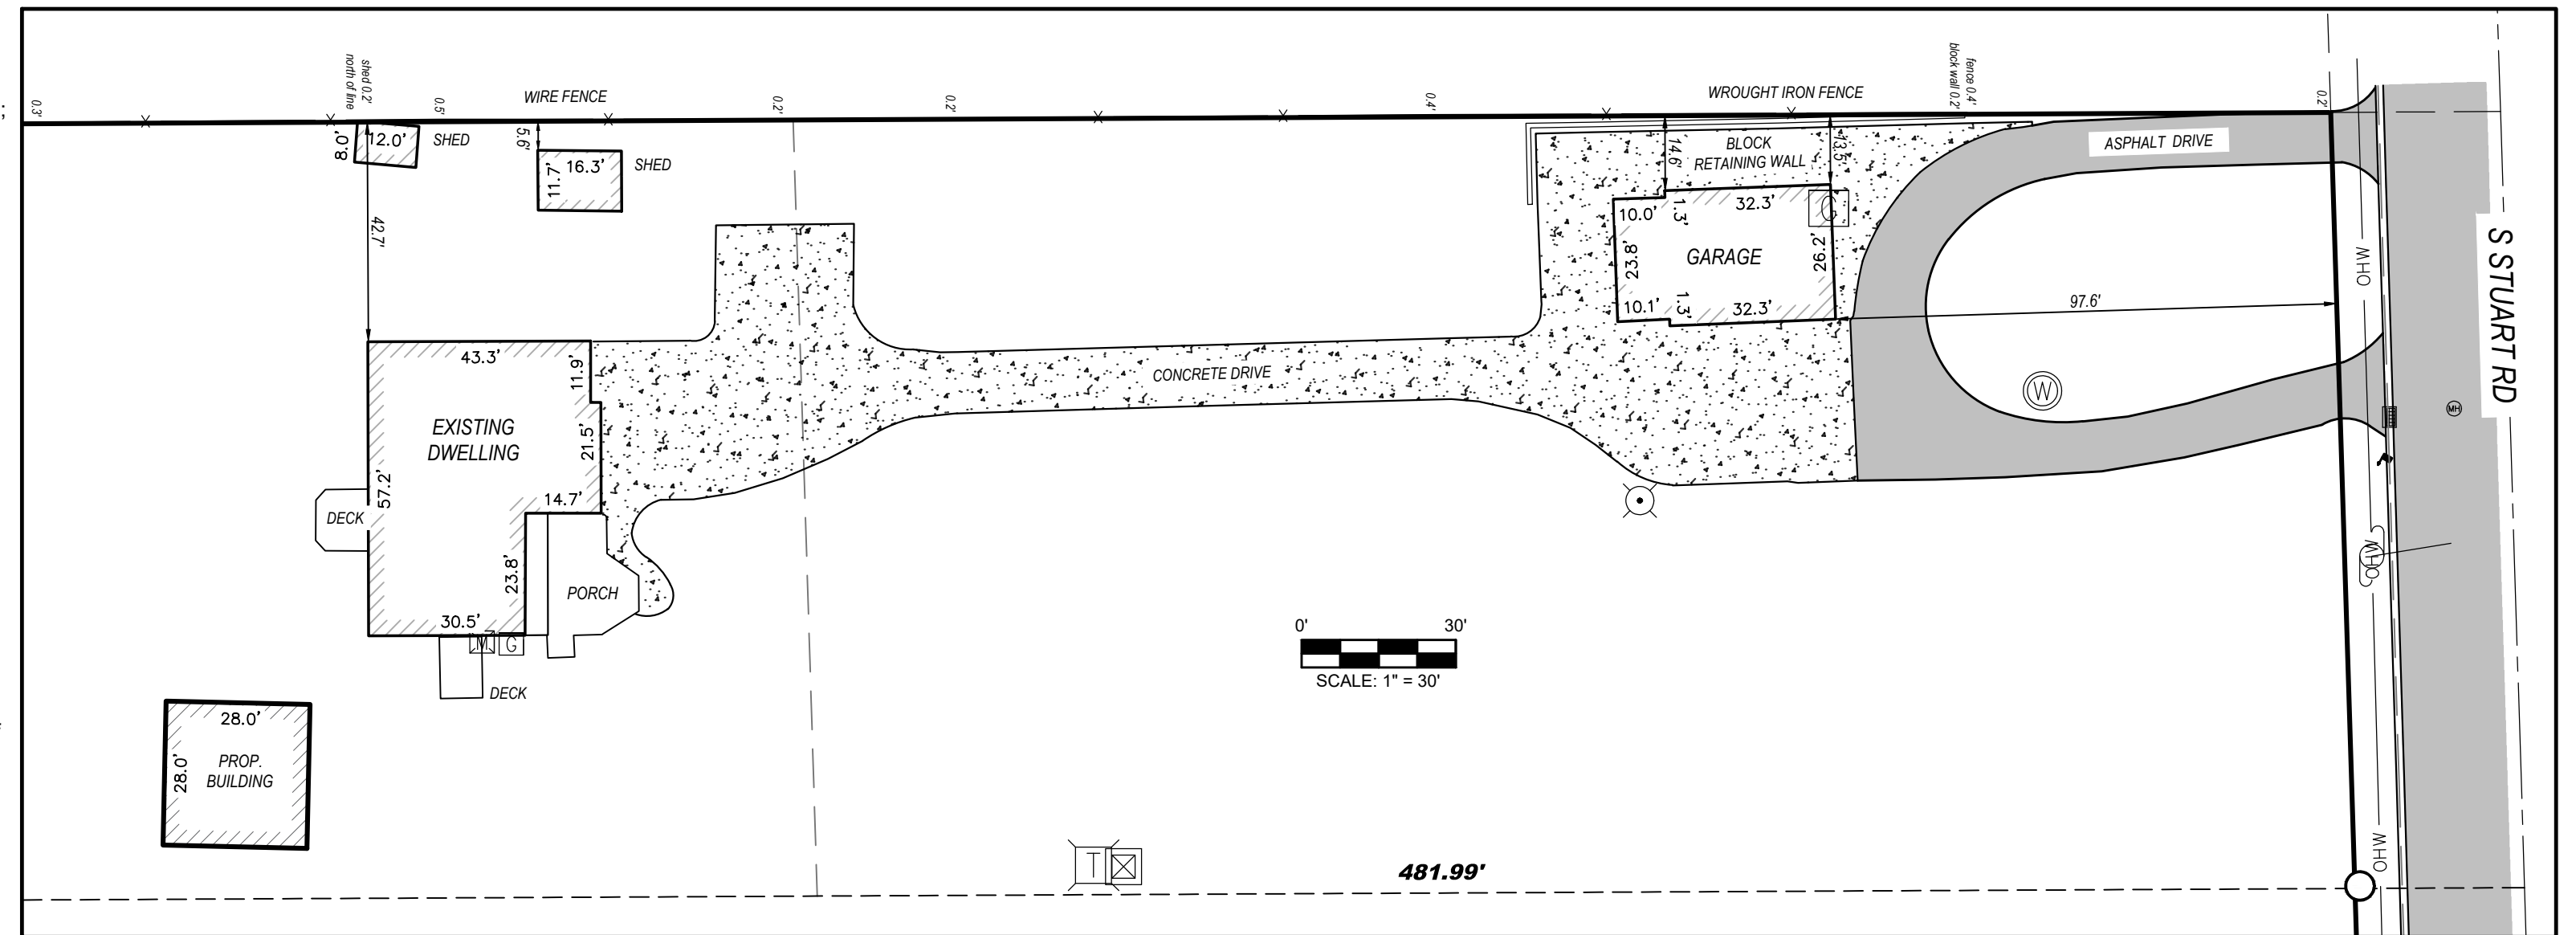 shed 0.2'
north of line
fence 0.4'
block wall 0.2'
0.3'
0.5'
WIRE FENCE
0.2'
0.2'
0.4'
WROUGHT IRON FENCE
0.2'
8.0'
12.0'
SHED
5.6'
11.7'
16.3'
SHED
14.6'
BLOCK
RETAINING WALL
13.5'
ASPHALT DRIVE
42.7'
10.0'
1.3'
32.3'
G
23.8'
GARAGE
26.2'
10.1'
1.3'
32.3'
97.6'
OHW
S STUART RD
43.3'
11.9'
CONCRETE DRIVE
W
MH
EXISTING
DWELLING
21.5'
57.2'
14.7'
DECK
23.8'
PORCH
OHW
30.5'
M
G
DECK
0' 30'
SCALE: 1" = 30'
28.0'
28.0'
PROP.
BUILDING
T
481.99'
OHW